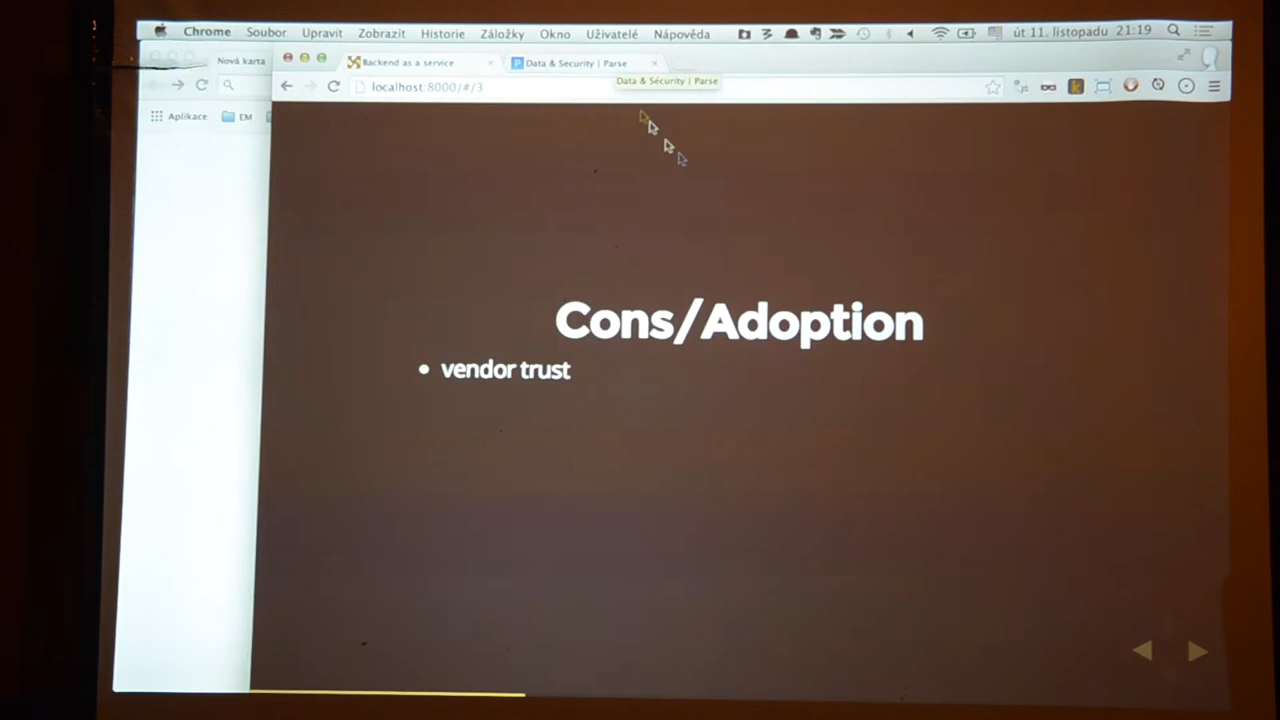 Chrome Soubor Upravit Zobrazit Historie Záložky Okno Uživatelé Nápověda út 11. listopadu 21:19
Nová karta
Backend as a service
Data & Security | Parse
Data & Security | Parse
localhost:8000/#/3
Aplikace
EM
Cons/Adoption
• vendor trust